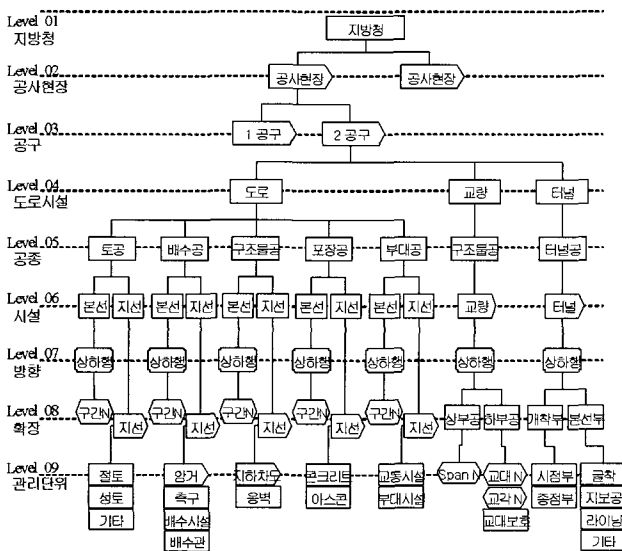 Level 01
지방청
지방청
Level 02
공사현장
공사현장
공사현장
Level 03
공구
1 공구
2 공구
Level 04
도로시설
도로
교량
터널
Level 05
공종
토공
배수공
구조물공
포장공
부대공
구조물공
터널공
Level 06
시설
본선
지선
본선
지선
본선
지선
본선
지선
본선
지선
교량
터널
Level 07
방향
상하행
상하행
상하행
상하행
상하행
상하행
상하행
Level 08
확장
구간N
지선
구간N
지선
구간N
지선
구간N
지선
구간N
지선
상부공
하부공
개착부
본선부
Level 09
관리단위
절토
암거
지하차도
콘크리트
교통시설
Span N
교대 N
시점부
굴착
성토
측구
옹벽
아스콘
부대시설
교각 N
종점부
지보공
기타
배수시설
교대보호
라이닝
배수관
기타